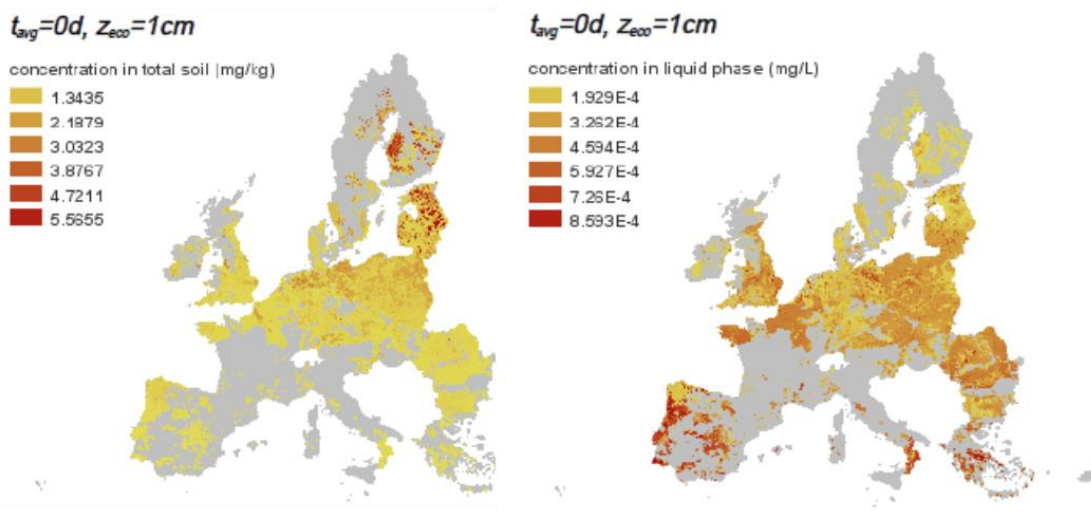 t_avg=0d, z_eco=1cm
concentration in total soil (mg/kg)
1.3435
2.1979
3.0323
3.8767
4.7211
5.5655
t_avg=0d, z_eco=1cm
concentration in liquid phase (mg/L)
1.929E-4
3.262E-4
4.594E-4
5.927E-4
7.26E-4
8.593E-4